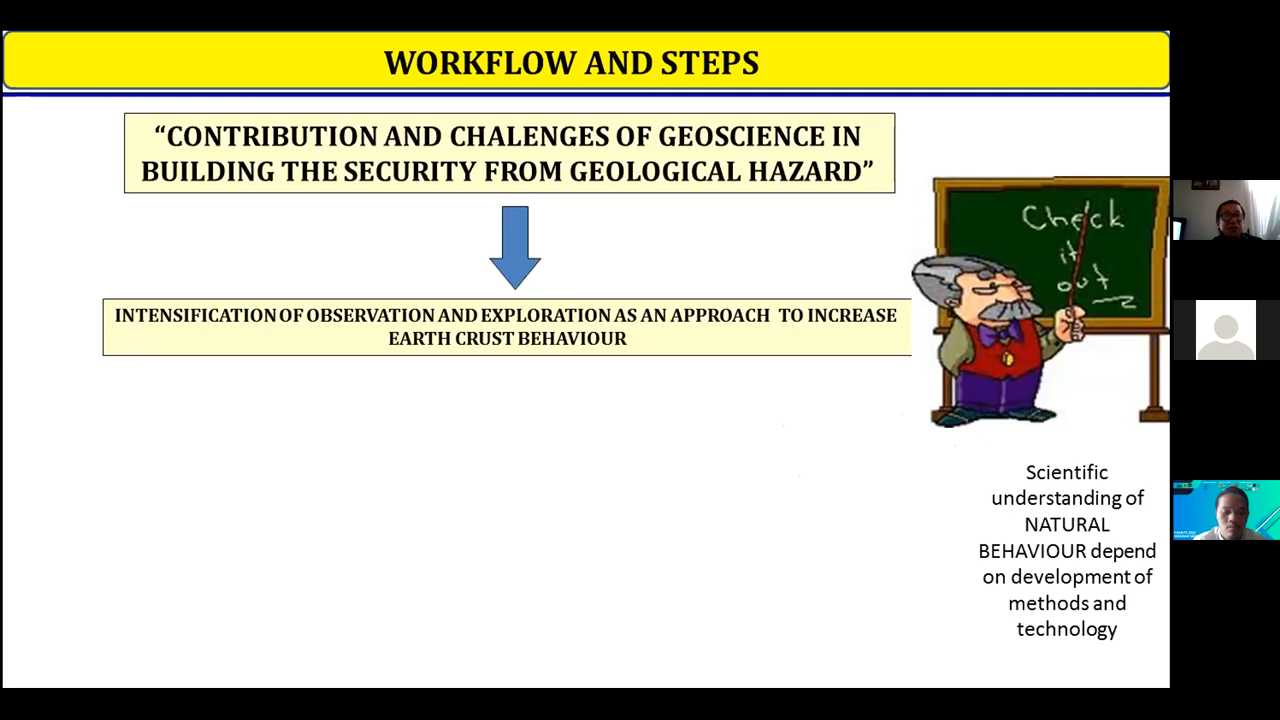 WORKFLOW AND STEPS
“CONTRIBUTION AND CHALENGES OF GEOSCIENCE IN
BUILDING THE SECURITY FROM GEOLOGICAL HAZARD”
INTENSIFICATION OF OBSERVATION AND EXPLORATION AS AN APPROACH TO INCREASE
EARTH CRUST BEHAVIOUR
Check
it
out
Scientific
understanding of
NATURAL
BEHAVIOUR depend
on development of
methods and
technology